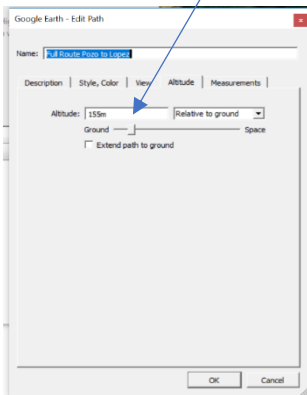 Google Earth - Edit Path
Name: Full Route Pozo to Lopez
Description Style, Color View Altitude Measurements
Altitude: 155m Relative to ground
Ground Space
Extend path to ground
OK Cancel